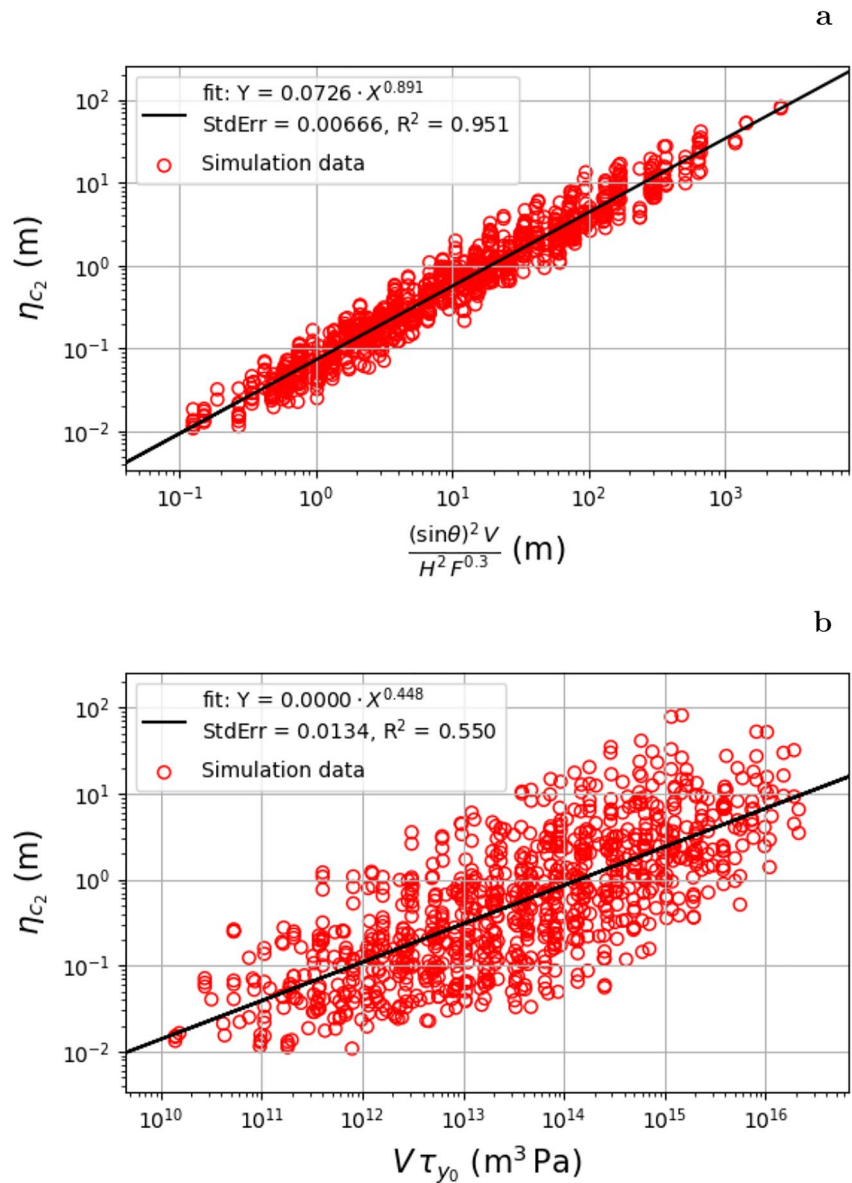 a
fit: Y = 0.0726 · X^0.891
StdErr = 0.00666, R² = 0.951
Simulation data
10²
10¹
10⁰
10⁻¹
10⁻²
η_c₂ (m)
10⁻¹ 10⁰ 10¹ 10² 10³
(sinθ)² V / H² F^0.3 (m)
b
fit: Y = 0.0000 · X^0.448
StdErr = 0.0134, R² = 0.550
Simulation data
10²
10¹
10⁰
10⁻¹
10⁻²
η_c₂ (m)
10¹⁰ 10¹¹ 10¹² 10¹³ 10¹⁴ 10¹⁵ 10¹⁶
V τ_y₀ (m³ Pa)